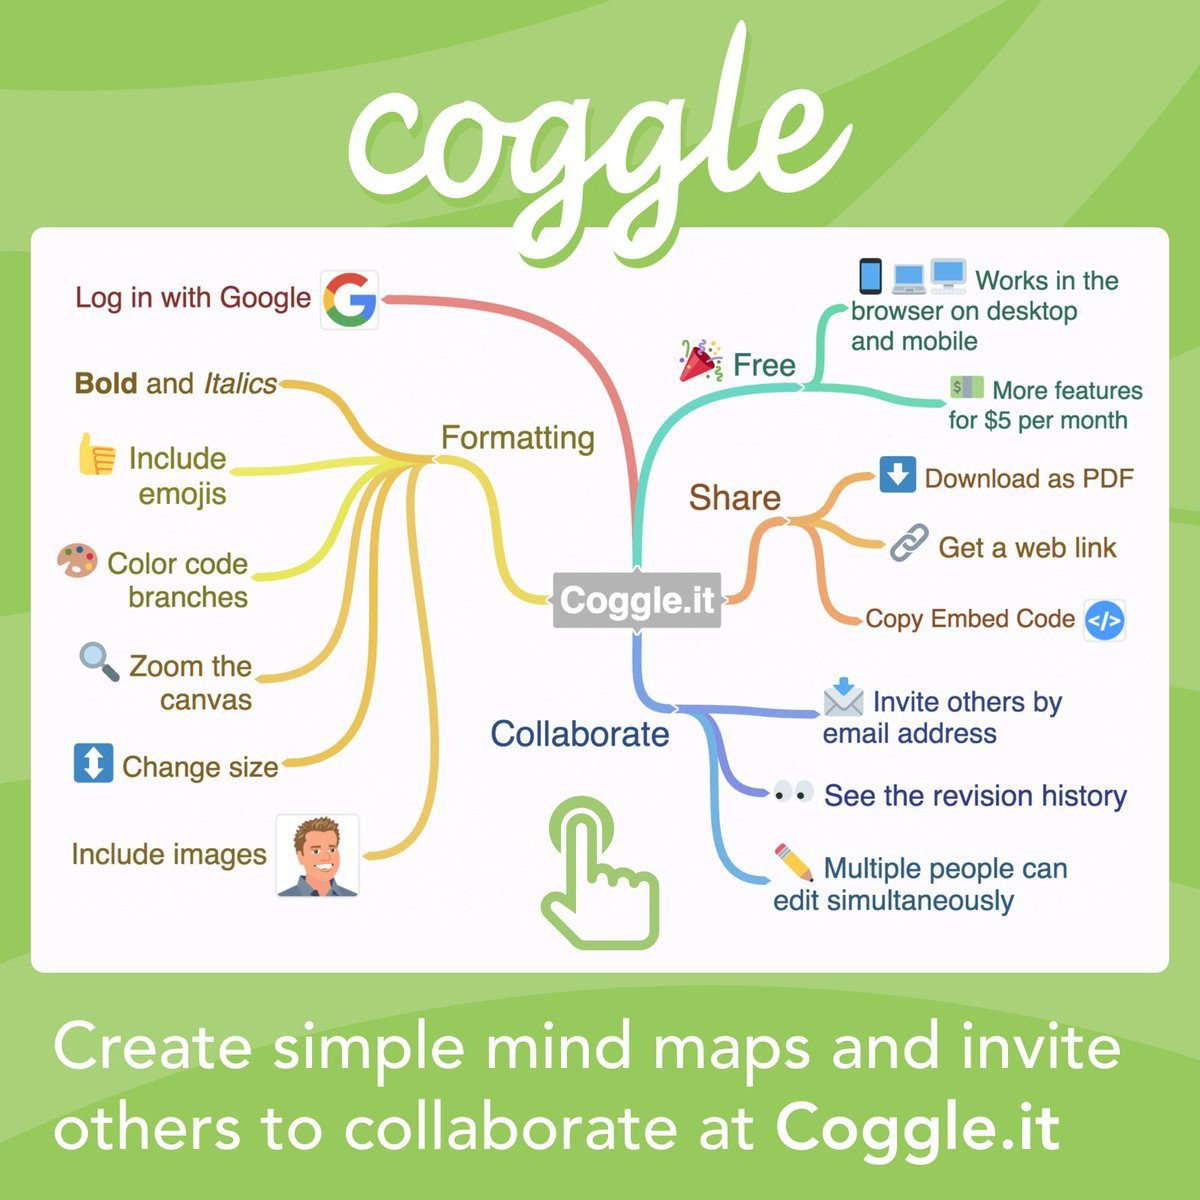 coggle
Log in with Google
Bold and Italics
Formatting
Include
emojis
Color code
branches
Zoom the
canvas
Change size
Include images
Coggle.it
Free
Works in the
browser on desktop
and mobile
More features
for $5 per month
Share
Download as PDF
Get a web link
Copy Embed Code
</>
Collaborate
Invite others by
email address
See the revision history
Multiple people can
edit simultaneously
Create simple mind maps and invite
others to collaborate at Coggle.it